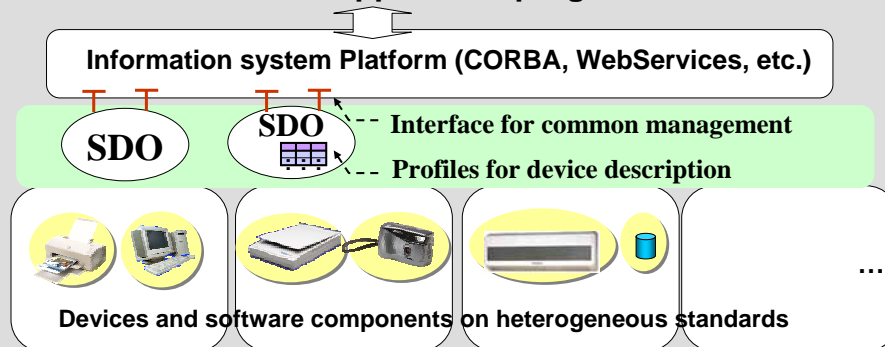 Information system Platform (CORBA, WebServices, etc.)
SDO
SDO
Interface for common management
Profiles for device description
...
Devices and software components on heterogeneous standards